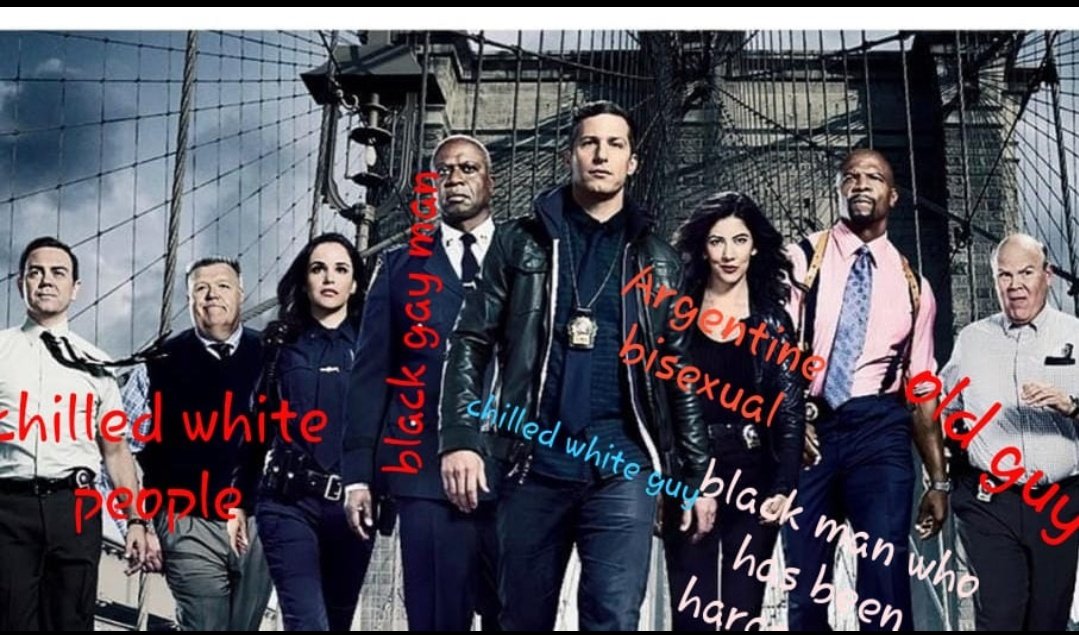 chilled white
people
black gay man
chilled white guy
Argentine
bisexual
black man who
has been
old guy